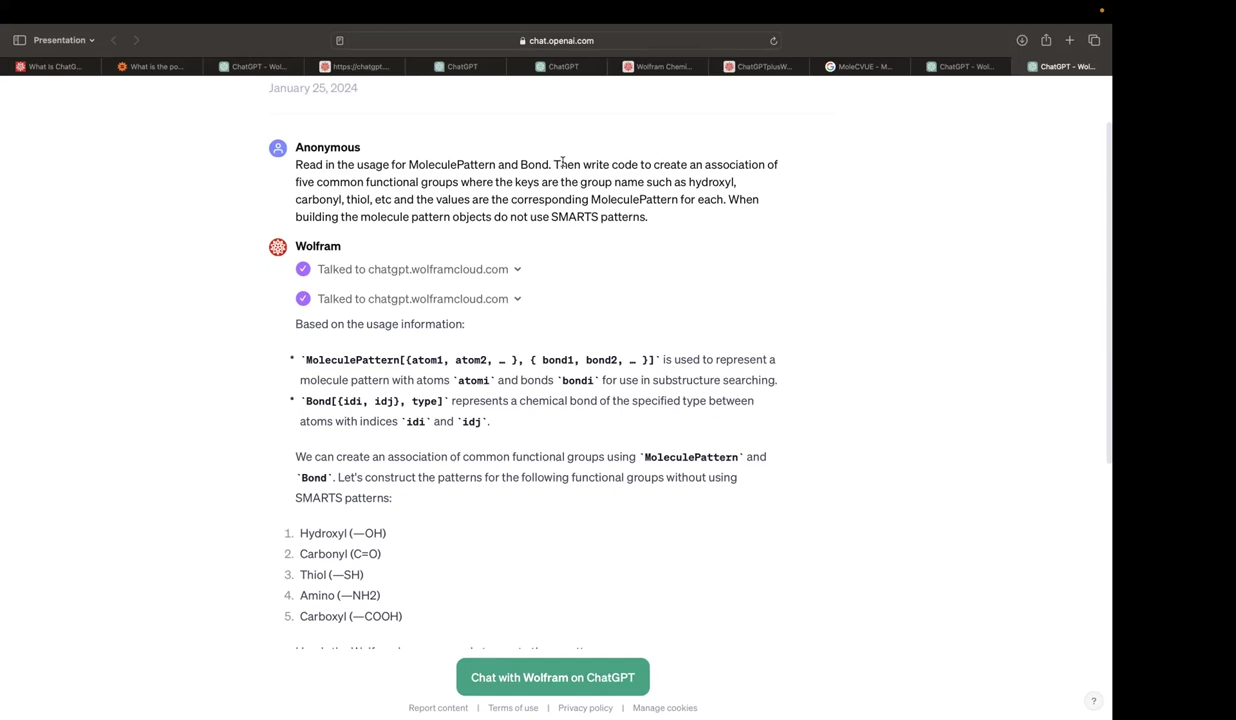 Presentation
chat.openai.com
What Is ChatG...
What is the po...
ChatGPT - Wol...
https://chatgpt....
ChatGPT
ChatGPT
Wolfram Chemi...
ChatGPTplusW...
MoleCVUE - M...
ChatGPT - Wol...
ChatGPT - Wol...
January 25, 2024
Anonymous
Read in the usage for MoleculePattern and Bond. Then write code to create an association of
five common functional groups where the keys are the group name such as hydroxyl,
carbonyl, thiol, etc and the values are the corresponding MoleculePattern for each. When
building the molecule pattern objects do not use SMARTS patterns.
Wolfram
Talked to chatgpt.wolframcloud.com
Talked to chatgpt.wolframcloud.com
Based on the usage information:
• `MoleculePattern[{atom1, atom2, … }, { bond1, bond2, … }]` is used to represent a
molecule pattern with atoms `atomi` and bonds `bondi` for use in substructure searching.
• `Bond[{idi, idj}, type]` represents a chemical bond of the specified type between
atoms with indices `idi` and `idj`.
We can create an association of common functional groups using `MoleculePattern` and
`Bond`. Let's construct the patterns for the following functional groups without using
SMARTS patterns:
1. Hydroxyl (—OH)
2. Carbonyl (C=O)
3. Thiol (—SH)
4. Amino (—NH2)
5. Carboxyl (—COOH)
Chat with Wolfram on ChatGPT
Report content
Terms of use
Privacy policy
Manage cookies
?